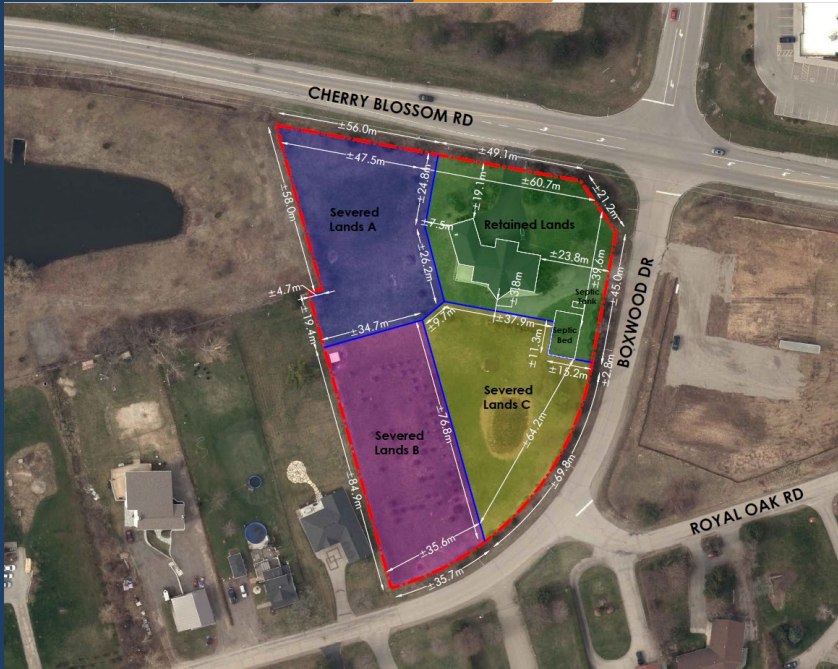 CHERRY BLOSSOM RD
±56.0m
±49.1m
±47.5m
±60.7m
±21.2m
±24.8m
±19.1m
±58.0m
Severed
Lands A
±7.5m
Retained Lands
±23.8m
±39.6m
±45.0m
BOXWOOD DR
±26.2m
±3.8m
Septic
Tank
±4.7m
±19.4m
±34.7m
±9.7m
±37.9m
Septic
Bed
±11.3m
±15.2m
±2.8m
Severed
Lands C
±64.2m
±76.8m
Severed
Lands B
±69.8m
±84.9m
±35.6m
±35.7m
ROYAL OAK RD